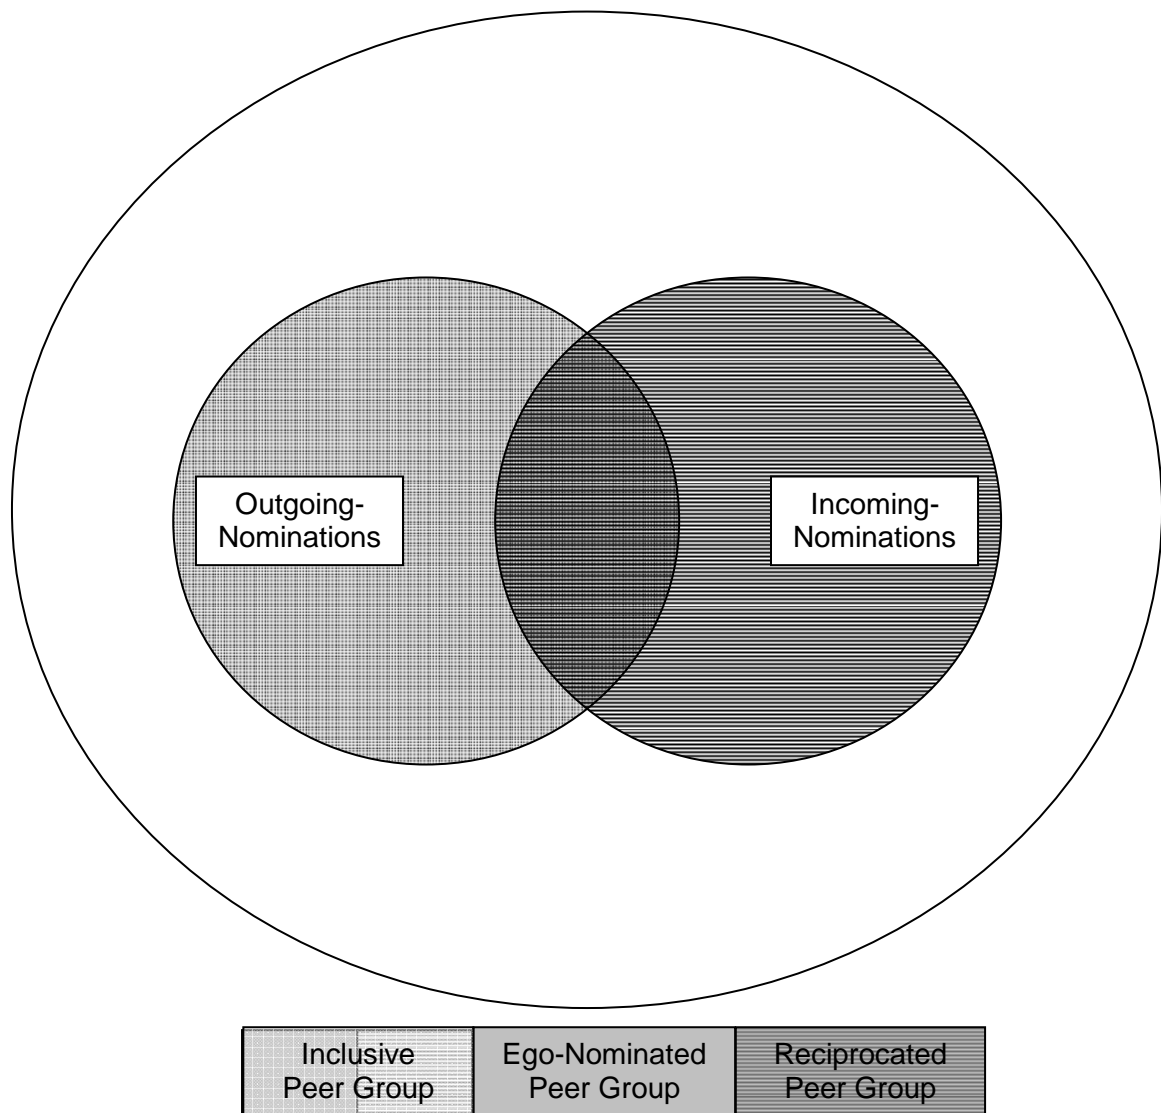 Outgoing-
Nominations
Incoming-
Nominations
Inclusive
Peer Group
Ego-Nominated
Peer Group
Reciprocated
Peer Group